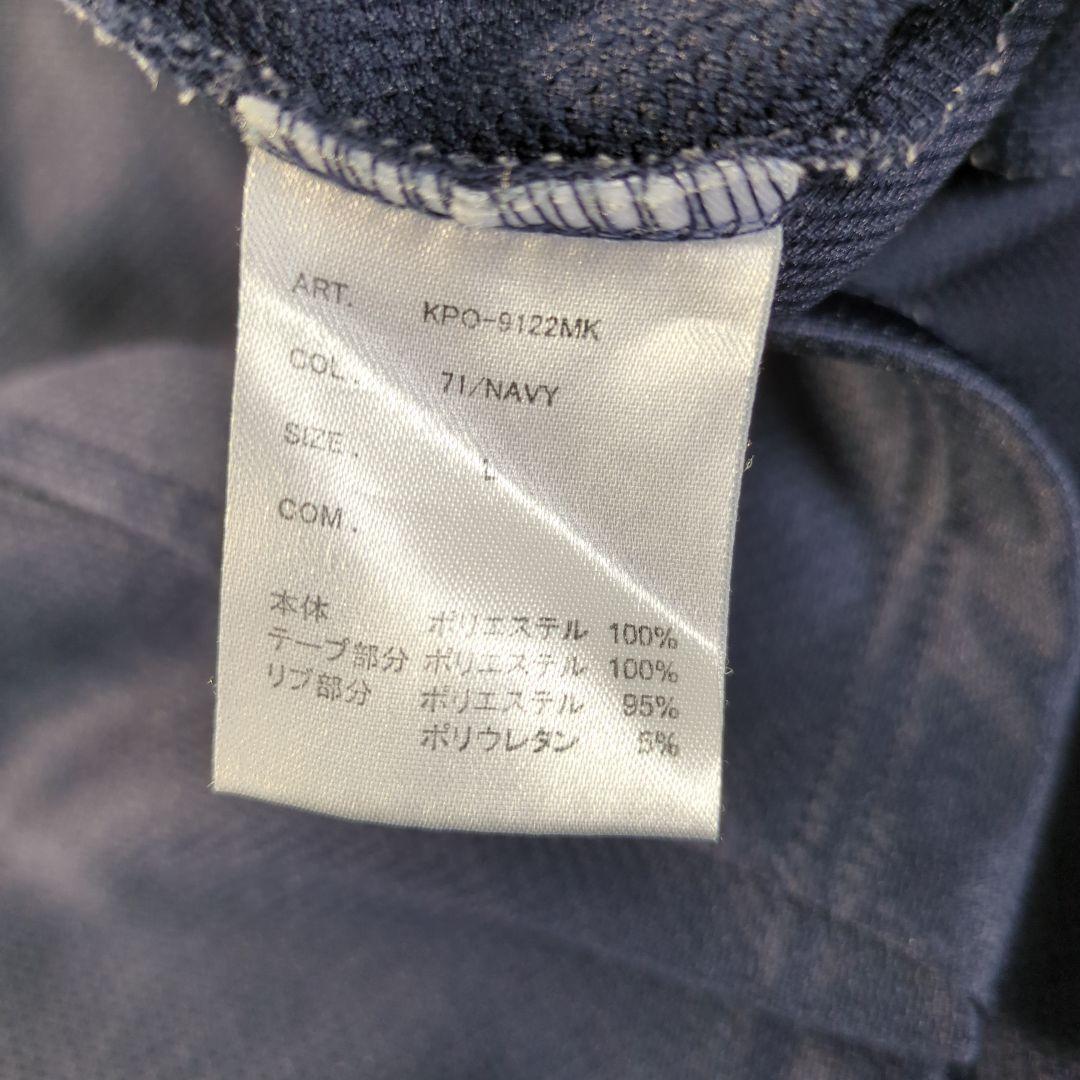 ART. KPO-9122MK
COL. 71/NAVY
SIZE. L
COM.
本体 ポリエステル 100%
テープ部分 ポリエステル 100%
リブ部分 ポリエステル 95%
ポリウレタン 5%